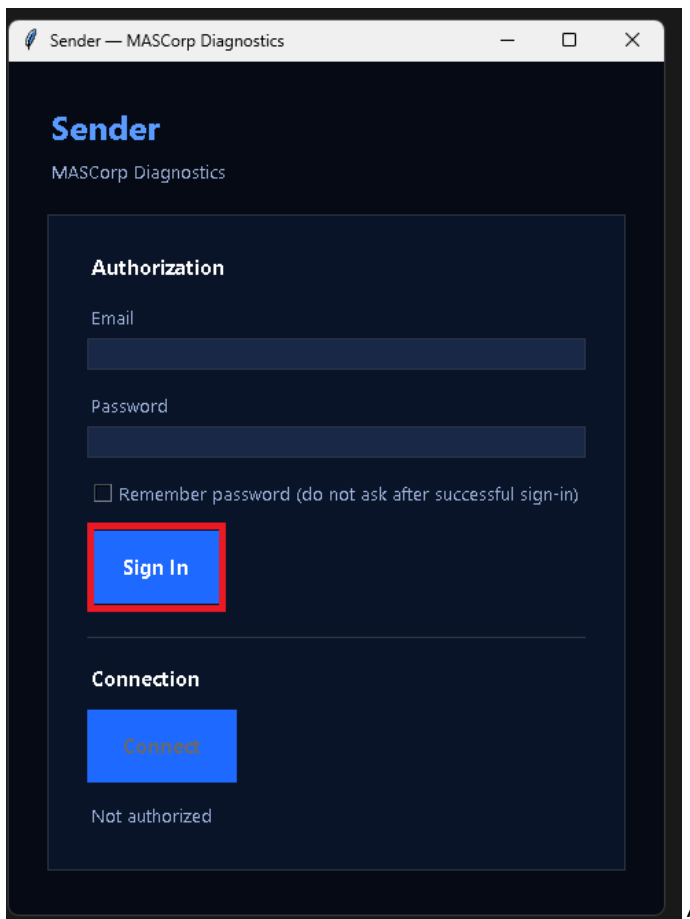 Sender — MASCorp Diagnostics
Sender
MASCorp Diagnostics
Authorization
Email
Password
Remember password (do not ask after successful sign-in)
Sign In
Connection
Connect
Not authorized